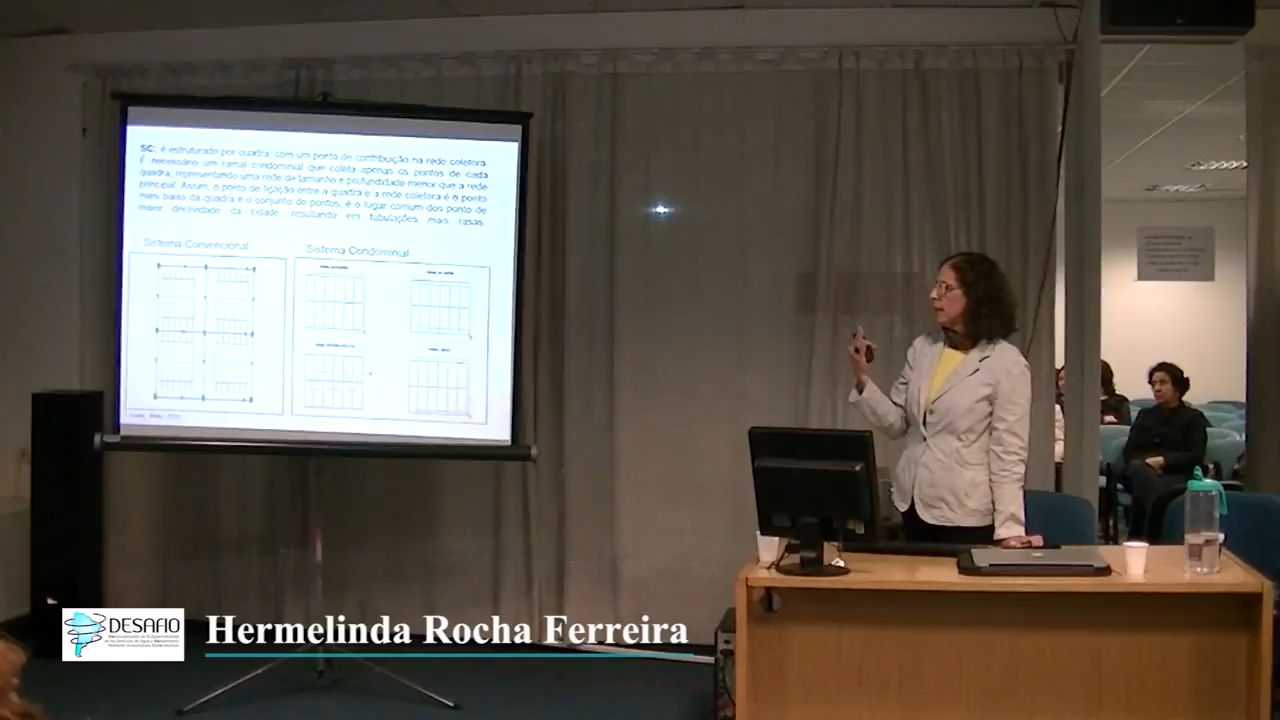 SC: é estruturado por quadra, com um ponto de contribuição na rede coletora.
É necessário um ramal condominial que coleta apenas os pontos de cada
quadra, representando uma rede de tamanho e profundidade menor que a rede
principal. Assim, o ponto de ligação entre a quadra e a rede coletora é o ponto
mais baixo da quadra e o conjunto de pontos, é o lugar comum dos ponto de
maior declividade da cidade resultando em tubulações mais rasas.
Sistema Convencional
Sistema Condominial
DESAFIO
Hermelinda Rocha Ferreira